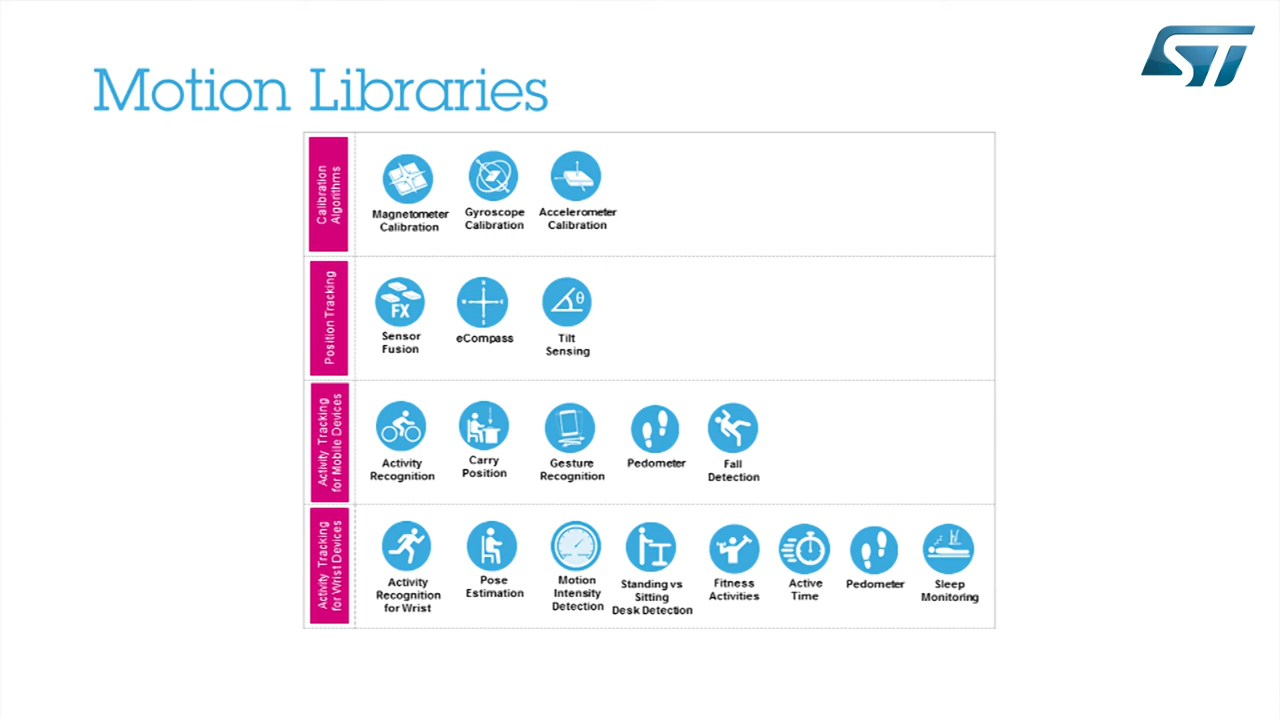 ST
Motion Libraries
Calibration
Algorithms
Magnetometer
Calibration
Gyroscope
Calibration
Accelerometer
Calibration
Position Tracking
FX
Sensor
Fusion
N
W
E
S
eCompass
θ
Tilt
Sensing
Activity Tracking
for Mobile Devices
Activity
Recognition
Carry
Position
Gesture
Recognition
Pedometer
Fall
Detection
Activity Tracking
for Wrist Devices
Activity
Recognition
for Wrist
Pose
Estimation
Motion
Intensity
Detection
Standing vs
Sitting
Desk Detection
Fitness
Activities
Active
Time
Pedometer
Sleep
Monitoring